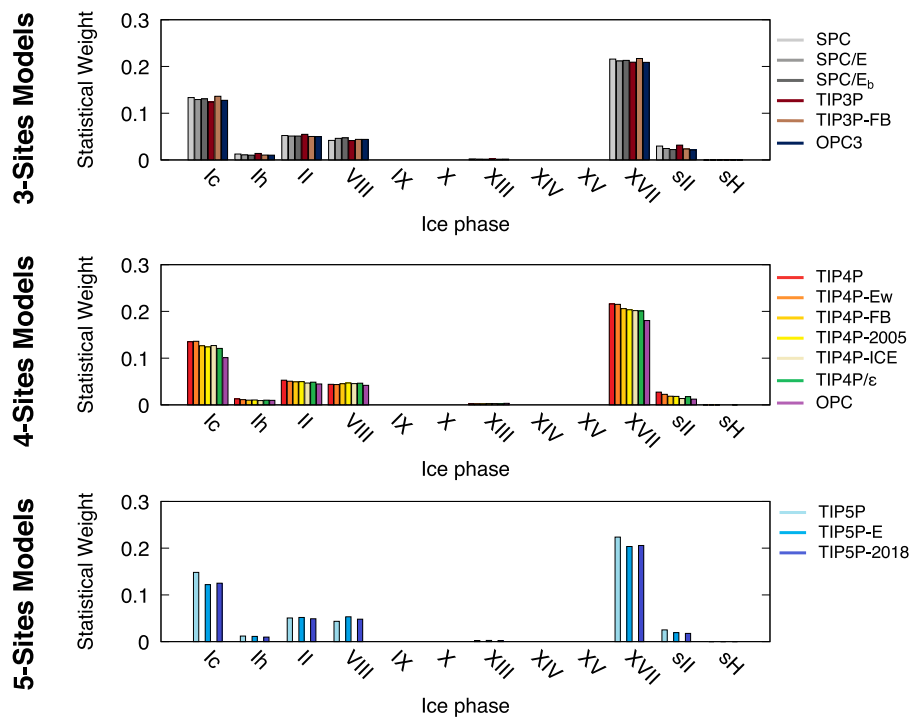 3-Sites Models
Statistical Weight
0.3
0.2
0.1
0
Ic
Ih
II
VIII
IX
X
XIII
XIV
XV
XVII
sII
sH
Ice phase
SPC
SPC/E
SPC/E_b
TIP3P
TIP3P-FB
OPC3
4-Sites Models
Statistical Weight
0.3
0.2
0.1
0
Ic
Ih
II
VIII
IX
X
XIII
XIV
XV
XVII
sII
sH
Ice phase
TIP4P
TIP4P-Ew
TIP4P-FB
TIP4P-2005
TIP4P-ICE
TIP4P/ε
OPC
5-Sites Models
Statistical Weight
0.3
0.2
0.1
0
Ic
Ih
II
VIII
IX
X
XIII
XIV
XV
XVII
sII
sH
Ice phase
TIP5P
TIP5P-E
TIP5P-2018